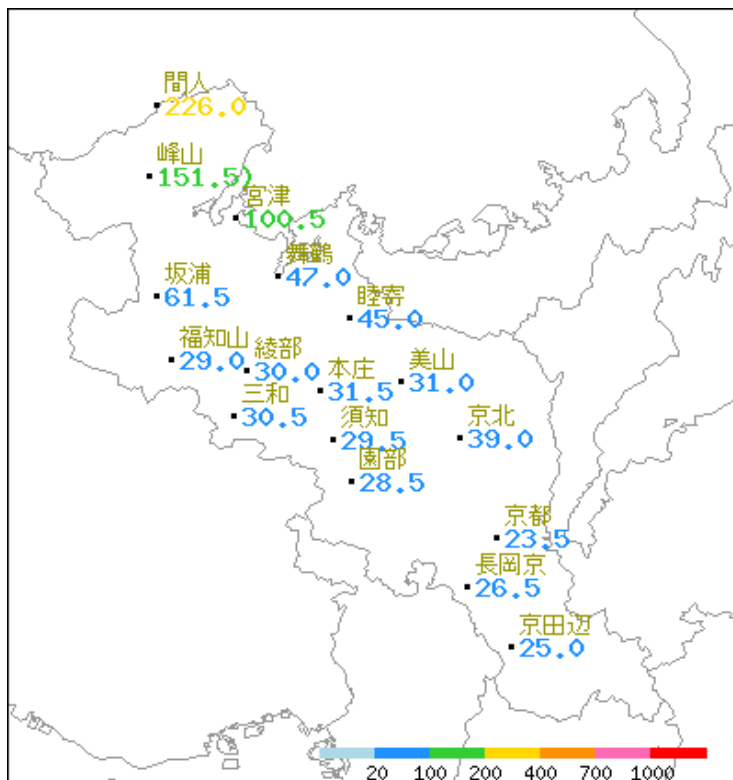 間人
226.0
峰山
151.5)
宮津
100.5
舞鶴
47.0
坂浦
61.5
睦寄
45.0
福知山
29.0
綾部
30.0
本庄
31.5
美山
31.0
三和
30.5
須知
29.5
京北
39.0
園部
28.5
京都
23.5
長岡京
26.5
京田辺
25.0
20 100 200 400 700 1000